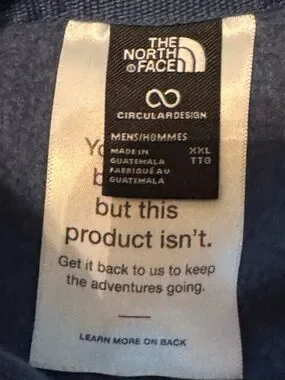 THE
NORTH
FACE
CIRCULARDESIGN
MENS/HOMMES
MADE IN XXL
GUATEMALA TTG
FABRIQUÉ AU
GUATEMALA
but this
product isn't.
Get it back to us to keep
the adventures going.
LEARN MORE ON BACK